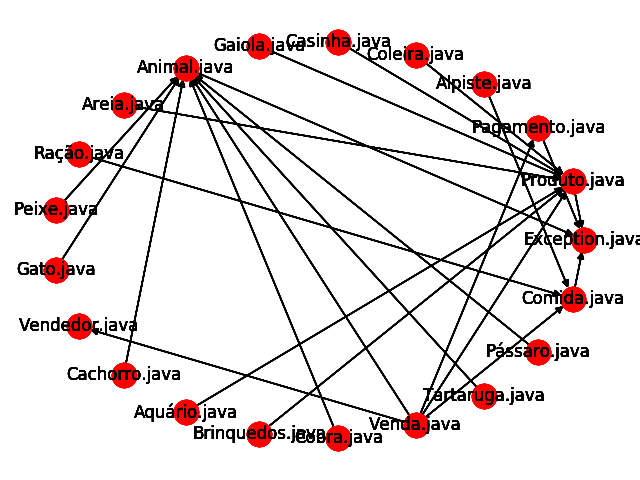 Casinha.java
Gaiola.java
Coleira.java
Animal.java
Alpiste.java
Areia.java
Pagamento.java
Ração.java
Produto.java
Peixe.java
Exception.java
Gato.java
Comida.java
Vendedor.java
Pássaro.java
Cachorro.java
Tartaruga.java
Aquário.java
Venda.java
Brinquedos.java
Cobra.java